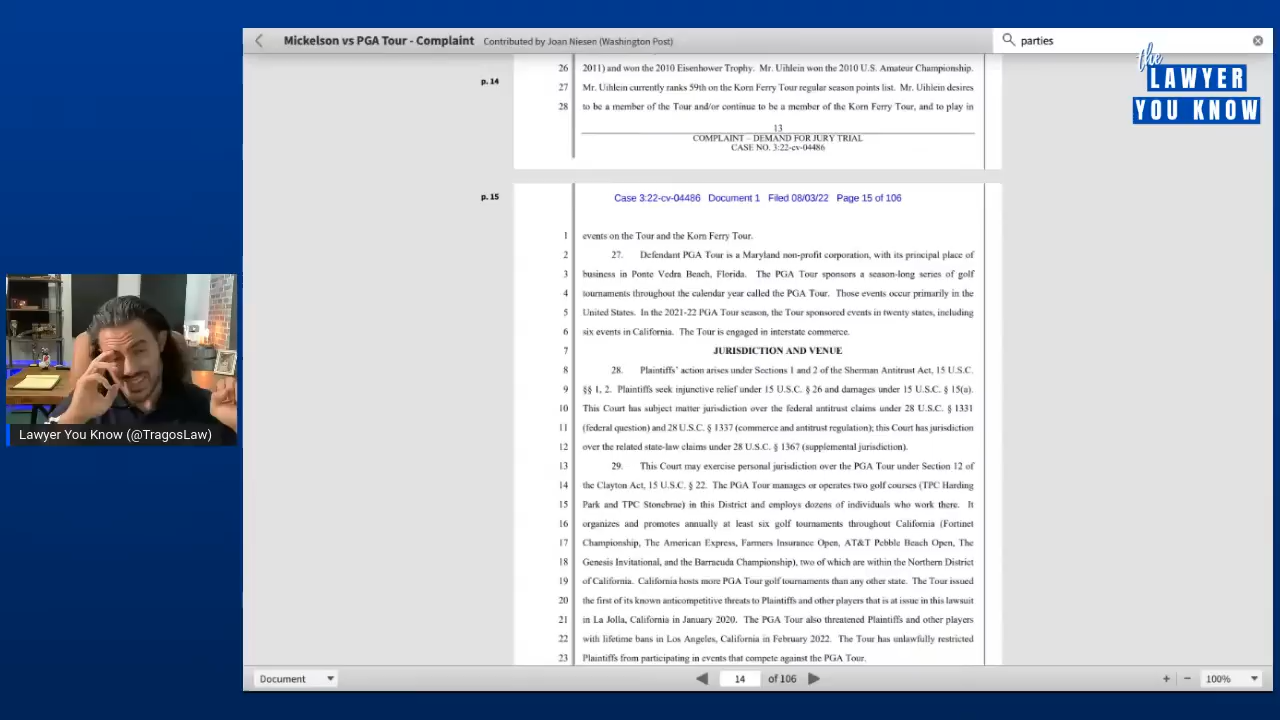 Mickelson vs PGA Tour - Complaint Contributed by Joan Niesen (Washington Post)
parties
the
LAWYER
YOU KNOW
p. 14
26 2011) and won the 2010 Eisenhower Trophy. Mr. Uihlein won the 2010 U.S. Amateur Championship.
27 Mr. Uihlein currently ranks 59th on the Korn Ferry Tour regular season points list. Mr. Uihlein desires
28 to be a member of the Tour and/or continue to be a member of the Korn Ferry Tour, and to play in
13
COMPLAINT – DEMAND FOR JURY TRIAL
CASE NO. 3:22-cv-04486
p. 15
Case 3:22-cv-04486 Document 1 Filed 08/03/22 Page 15 of 106
1 events on the Tour and the Korn Ferry Tour.
2 27. Defendant PGA Tour is a Maryland non-profit corporation, with its principal place of
3 business in Ponte Vedra Beach, Florida. The PGA Tour sponsors a season-long series of golf
4 tournaments throughout the calendar year called the PGA Tour. Those events occur primarily in the
5 United States. In the 2021-22 PGA Tour season, the Tour sponsored events in twenty states, including
6 six events in California. The Tour is engaged in interstate commerce.
7 JURISDICTION AND VENUE
8 28. Plaintiffs' action arises under Sections 1 and 2 of the Sherman Antitrust Act, 15 U.S.C.
9 §§ 1, 2. Plaintiffs seek injunctive relief under 15 U.S.C. § 26 and damages under 15 U.S.C. § 15(a).
10 This Court has subject matter jurisdiction over the federal antitrust claims under 28 U.S.C. § 1331
11 (federal question) and 28 U.S.C. § 1337 (commerce and antitrust regulation); this Court has jurisdiction
12 over the related state-law claims under 28 U.S.C. § 1367 (supplemental jurisdiction).
13 29. This Court may exercise personal jurisdiction over the PGA Tour under Section 12 of
14 the Clayton Act, 15 U.S.C. § 22. The PGA Tour manages or operates two golf courses (TPC Harding
15 Park and TPC Stonebrae) in this District and employs dozens of individuals who work there. It
16 organizes and promotes annually at least six golf tournaments throughout California (Fortinet
17 Championship, The American Express, Farmers Insurance Open, AT&T Pebble Beach Open, The
18 Genesis Invitational, and the Barracuda Championship), two of which are within the Northern District
19 of California. California hosts more PGA Tour golf tournaments than any other state. The Tour issued
20 the first of its known anticompetitive threats to Plaintiffs and other players that is at issue in this lawsuit
21 in La Jolla, California in January 2020. The PGA Tour also threatened Plaintiffs and other players
22 with lifetime bans in Los Angeles, California in February 2022. The Tour has unlawfully restricted
23 Plaintiffs from participating in events that compete against the PGA Tour.
Lawyer You Know (@TragosLaw)
Document 14 of 106 + − 100%